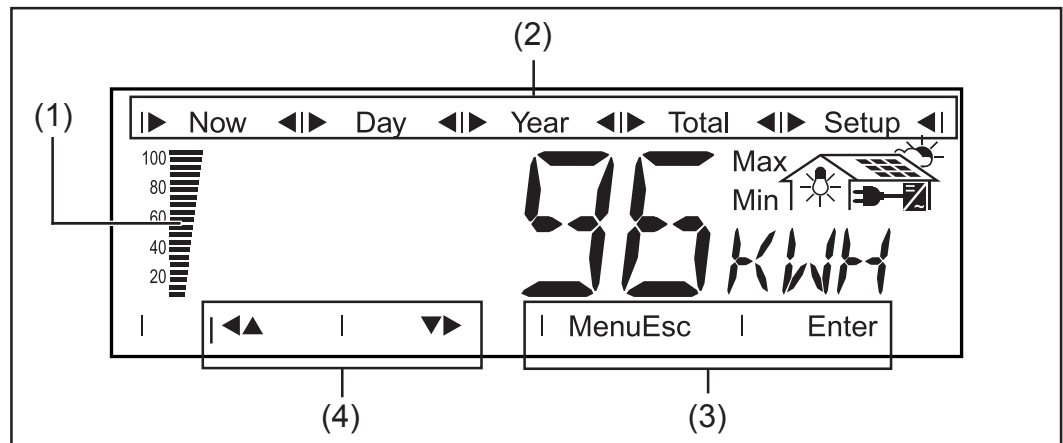 (2)
(1)
Now Day Year Total Setup
100
80
60
40
20
96 KWH
Max
Min
MenuEsc Enter
(4)
(3)